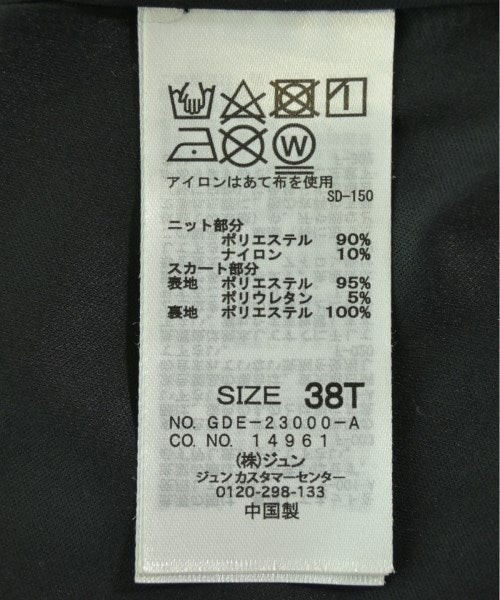 W
アイロンはあて布を使用
SD-150
ニット部分
ポリエステル 90%
ナイロン 10%
スカート部分
表地 ポリエステル 95%
ポリウレタン 5%
裏地 ポリエステル 100%
SIZE 38T
NO. GDE-23000-A
CO. NO. 14961
(株)ジュン
ジュン カスタマーセンター
0120-298-133
中国製